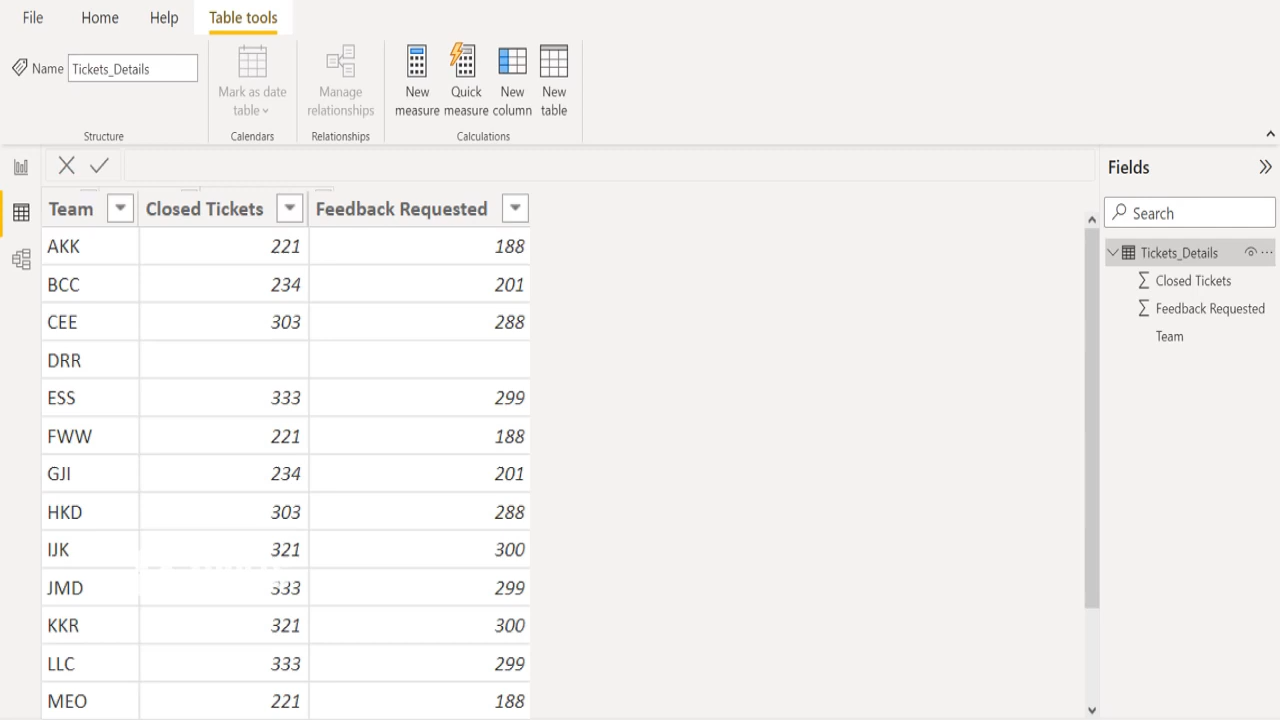 File Home Help Table tools
Name Tickets_Details
Mark as date table
Manage relationships
New measure
Quick measure
New column
New table
Structure Calendars Relationships Calculations
Fields
Search
Team Closed Tickets Feedback Requested
AKK 221 188
BCC 234 201
CEE 303 288
DRR
ESS 333 299
FWW 221 188
GJI 234 201
HKD 303 288
IJK 321 300
JMD 333 299
KKR 321 300
LLC 333 299
MEO 221 188
Tickets_Details
Closed Tickets
Feedback Requested
Team